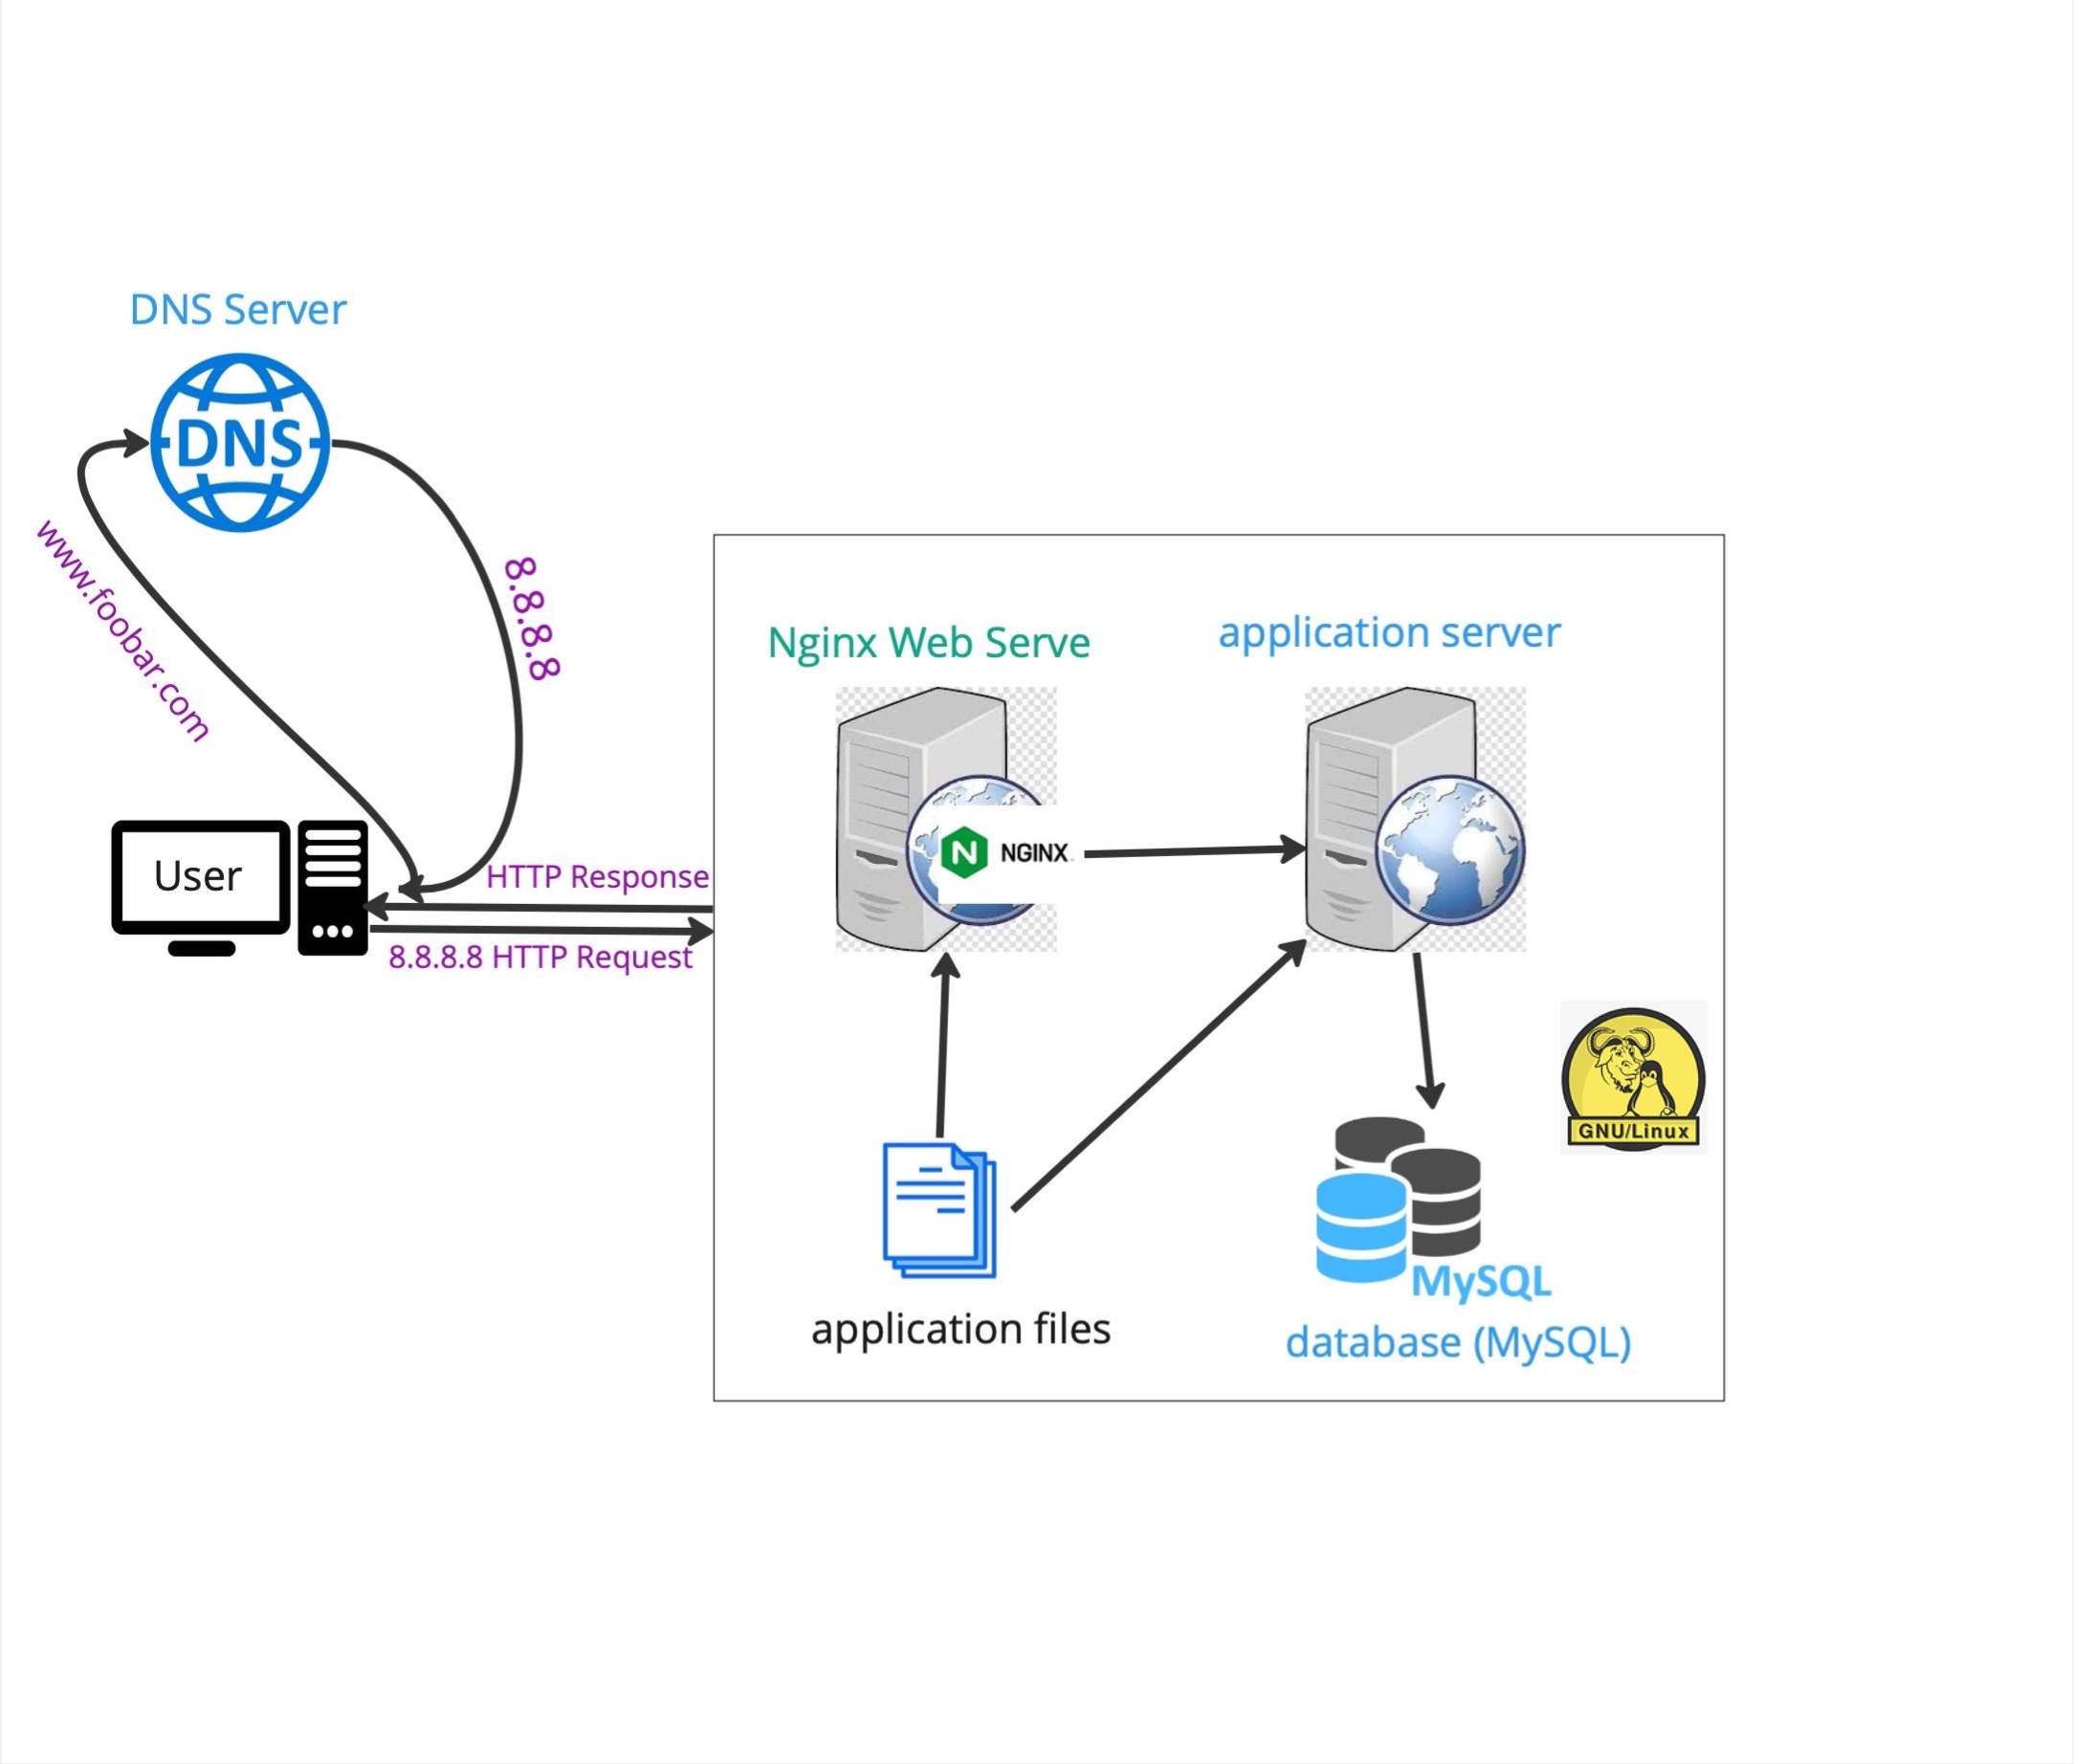 DNS Server
DNS
www.foobar.com
8.8.8.8
User
HTTP Response
8.8.8.8 HTTP Request
Nginx Web Serve
application server
NGINX
GNU/Linux
application files
MySQL
database (MySQL)